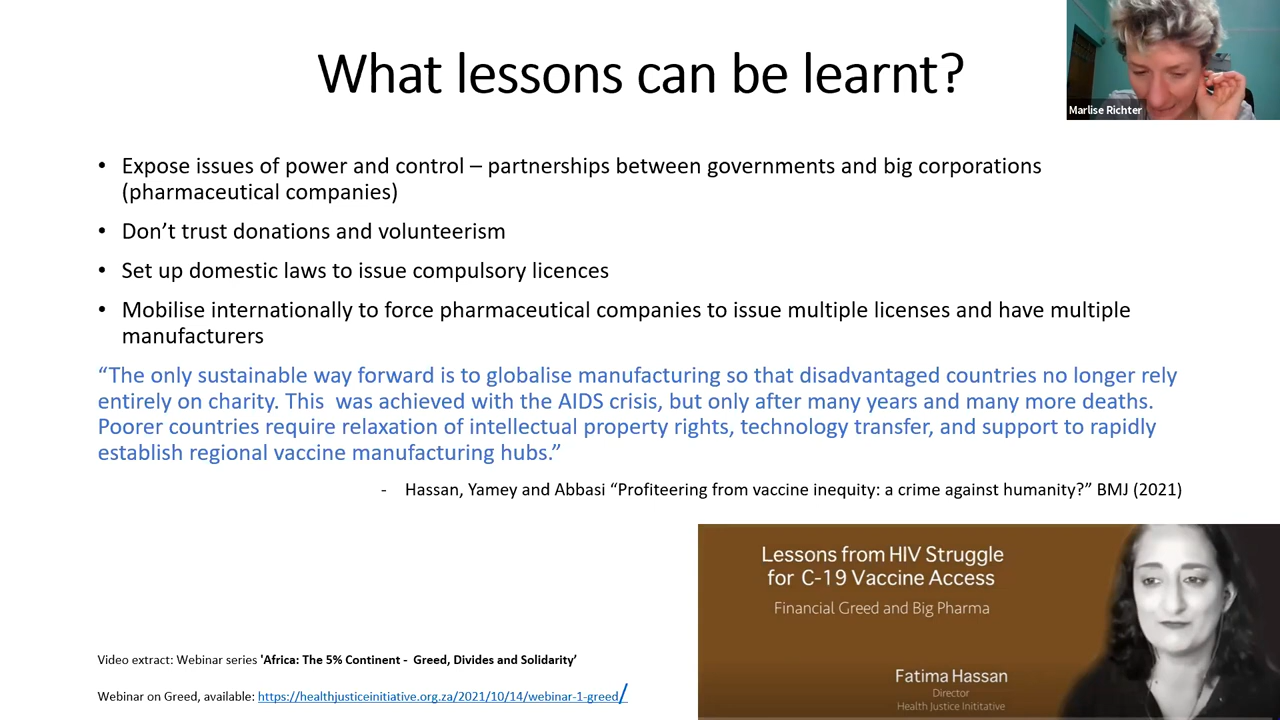 What lessons can be learnt?
Marlise Richter
• Expose issues of power and control – partnerships between governments and big corporations
(pharmaceutical companies)
• Don’t trust donations and volunteerism
• Set up domestic laws to issue compulsory licences
• Mobilise internationally to force pharmaceutical companies to issue multiple licenses and have multiple
manufacturers
“The only sustainable way forward is to globalise manufacturing so that disadvantaged countries no longer rely
entirely on charity. This  was achieved with the AIDS crisis, but only after many years and many more deaths.
Poorer countries require relaxation of intellectual property rights, technology transfer, and support to rapidly
establish regional vaccine manufacturing hubs.”
- Hassan, Yamey and Abbasi “Profiteering from vaccine inequity: a crime against humanity?” BMJ (2021)
Lessons from HIV Struggle
for C-19 Vaccine Access
Financial Greed and Big Pharma
Fatima Hassan
Director
Health Justice Inititative
Video extract: Webinar series 'Africa: The 5% Continent - Greed, Divides and Solidarity’
Webinar on Greed, available: https://healthjusticeinitiative.org.za/2021/10/14/webinar-1-greed/